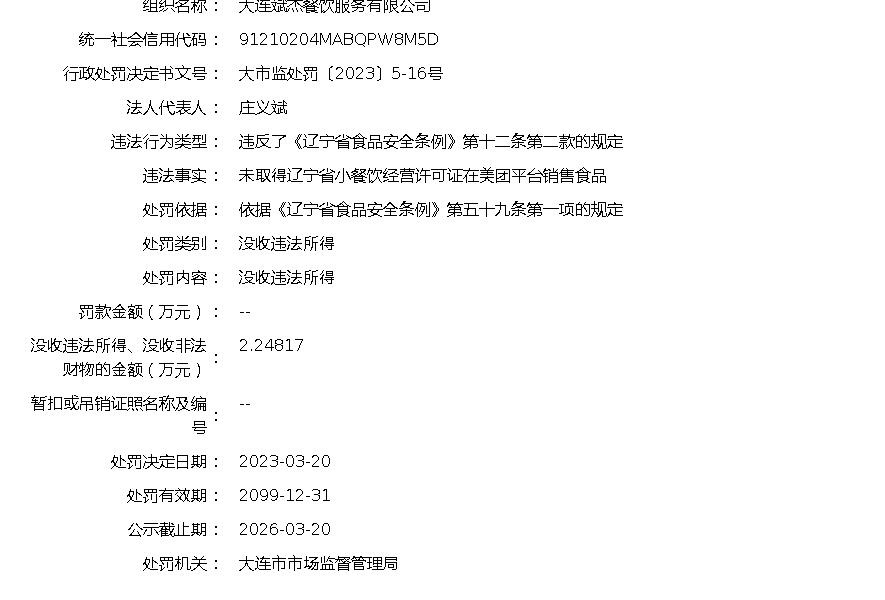 组织名称： 大连斌杰餐饮服务有限公司
统一社会信用代码： 91210204MABQPW8M5D
行政处罚决定书文号： 大市监处罚〔2023〕5-16号
法人代表人： 庄义斌
违法行为类型： 违反了《辽宁省食品安全条例》第十二条第二款的规定
违法事实： 未取得辽宁省小餐饮经营许可证在美团平台销售食品
处罚依据： 依据《辽宁省食品安全条例》第五十九条第一项的规定
处罚类别： 没收违法所得
处罚内容： 没收违法所得
罚款金额（万元）： --
没收违法所得、没收非法
财物的金额（万元）： 2.24817
暂扣或吊销证照名称及编
号： --
处罚决定日期： 2023-03-20
处罚有效期： 2099-12-31
公示截止期： 2026-03-20
处罚机关： 大连市市场监督管理局